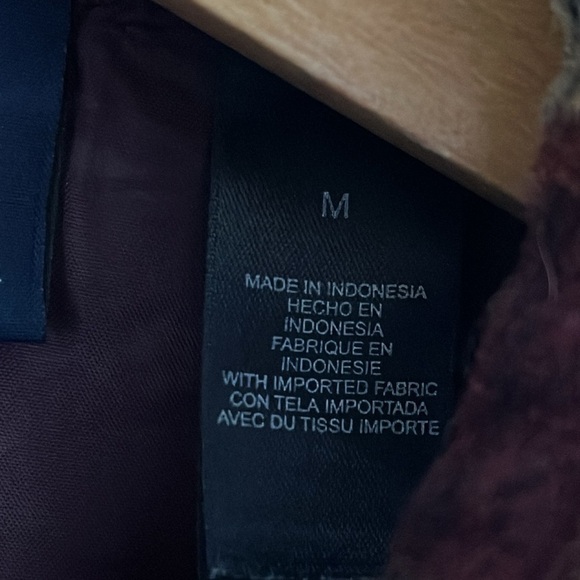 M
MADE IN INDONESIA
HECHO EN
INDONESIA
FABRIQUE EN
INDONESIE
WITH IMPORTED FABRIC
CON TELA IMPORTADA
AVEC DU TISSU IMPORTE